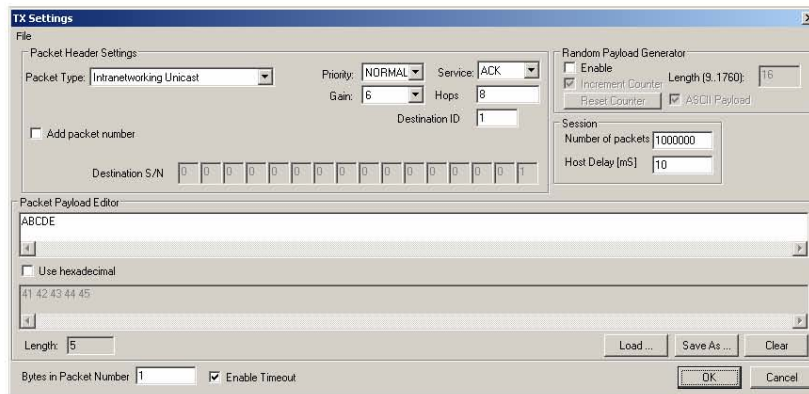 TX Settings
File
Packet Header Settings
Packet Type: Intranetworking Unicast
Priority: NORMAL
Service: ACK
Gain: 6
Hops 8
Destination ID 1
Add packet number
Destination S/N 0 0 0 0 0 0 0 0 0 0 0 0 0 0 0 1
Random Payload Generator
Enable
Increment Counter
Length (9..1760): 16
Reset Counter
ASCII Payload
Session
Number of packets 1000000
Host Delay [mS] 10
Packet Payload Editor
ABCDE
Use hexadecimal
41 42 43 44 45
Length: 5
Load ...
Save As ...
Clear
Bytes in Packet Number 1
Enable Timeout
OK
Cancel